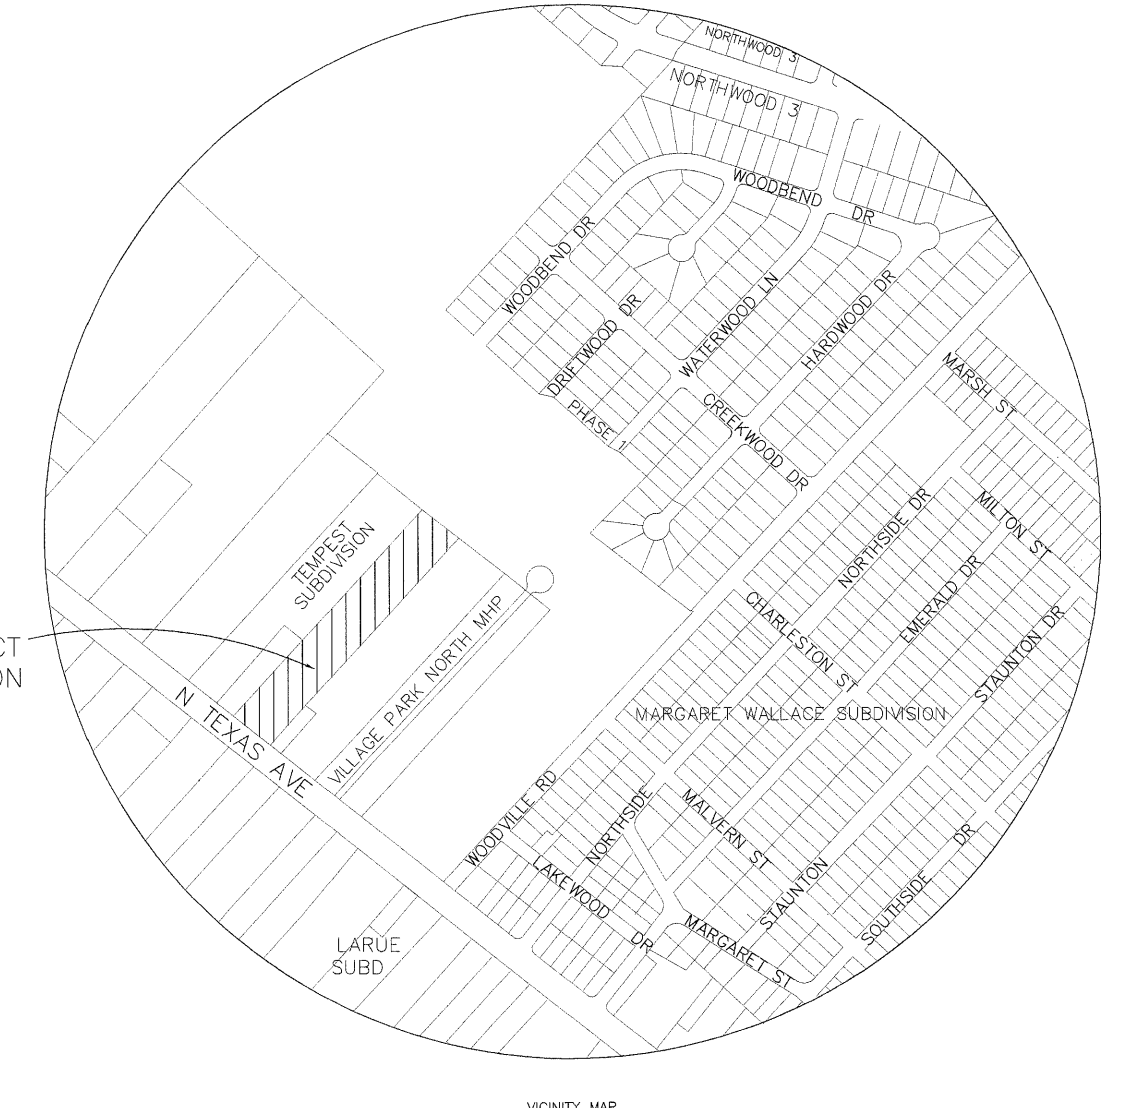 NORTHWOOD 3
NORTHWOOD 3
WOODBEND
DR
WOODBEND DR
DRIFTWOOD DR
WATERWOOD LN
HARDWOOD DR
MARSH ST
PHASE 1
CREEKWOOD DR
NORTHSIDE DR
MILTON ST
TEMPEST
SUBDIVISION
EMERALD DR
CHARLESTON ST
STAUNTON DR
CT
ON
VILLAGE PARK NORTH MHP
N TEXAS AVE
MARGARET WALLACE SUBDIVISION
WOODVILLE RD
NORTHSIDE
MALVERN ST
LAKEWOOD
DR
STAUNTON
SOUTHSIDE
DR
MARGARET ST
LARUE
SUBD
VICINITY MAP